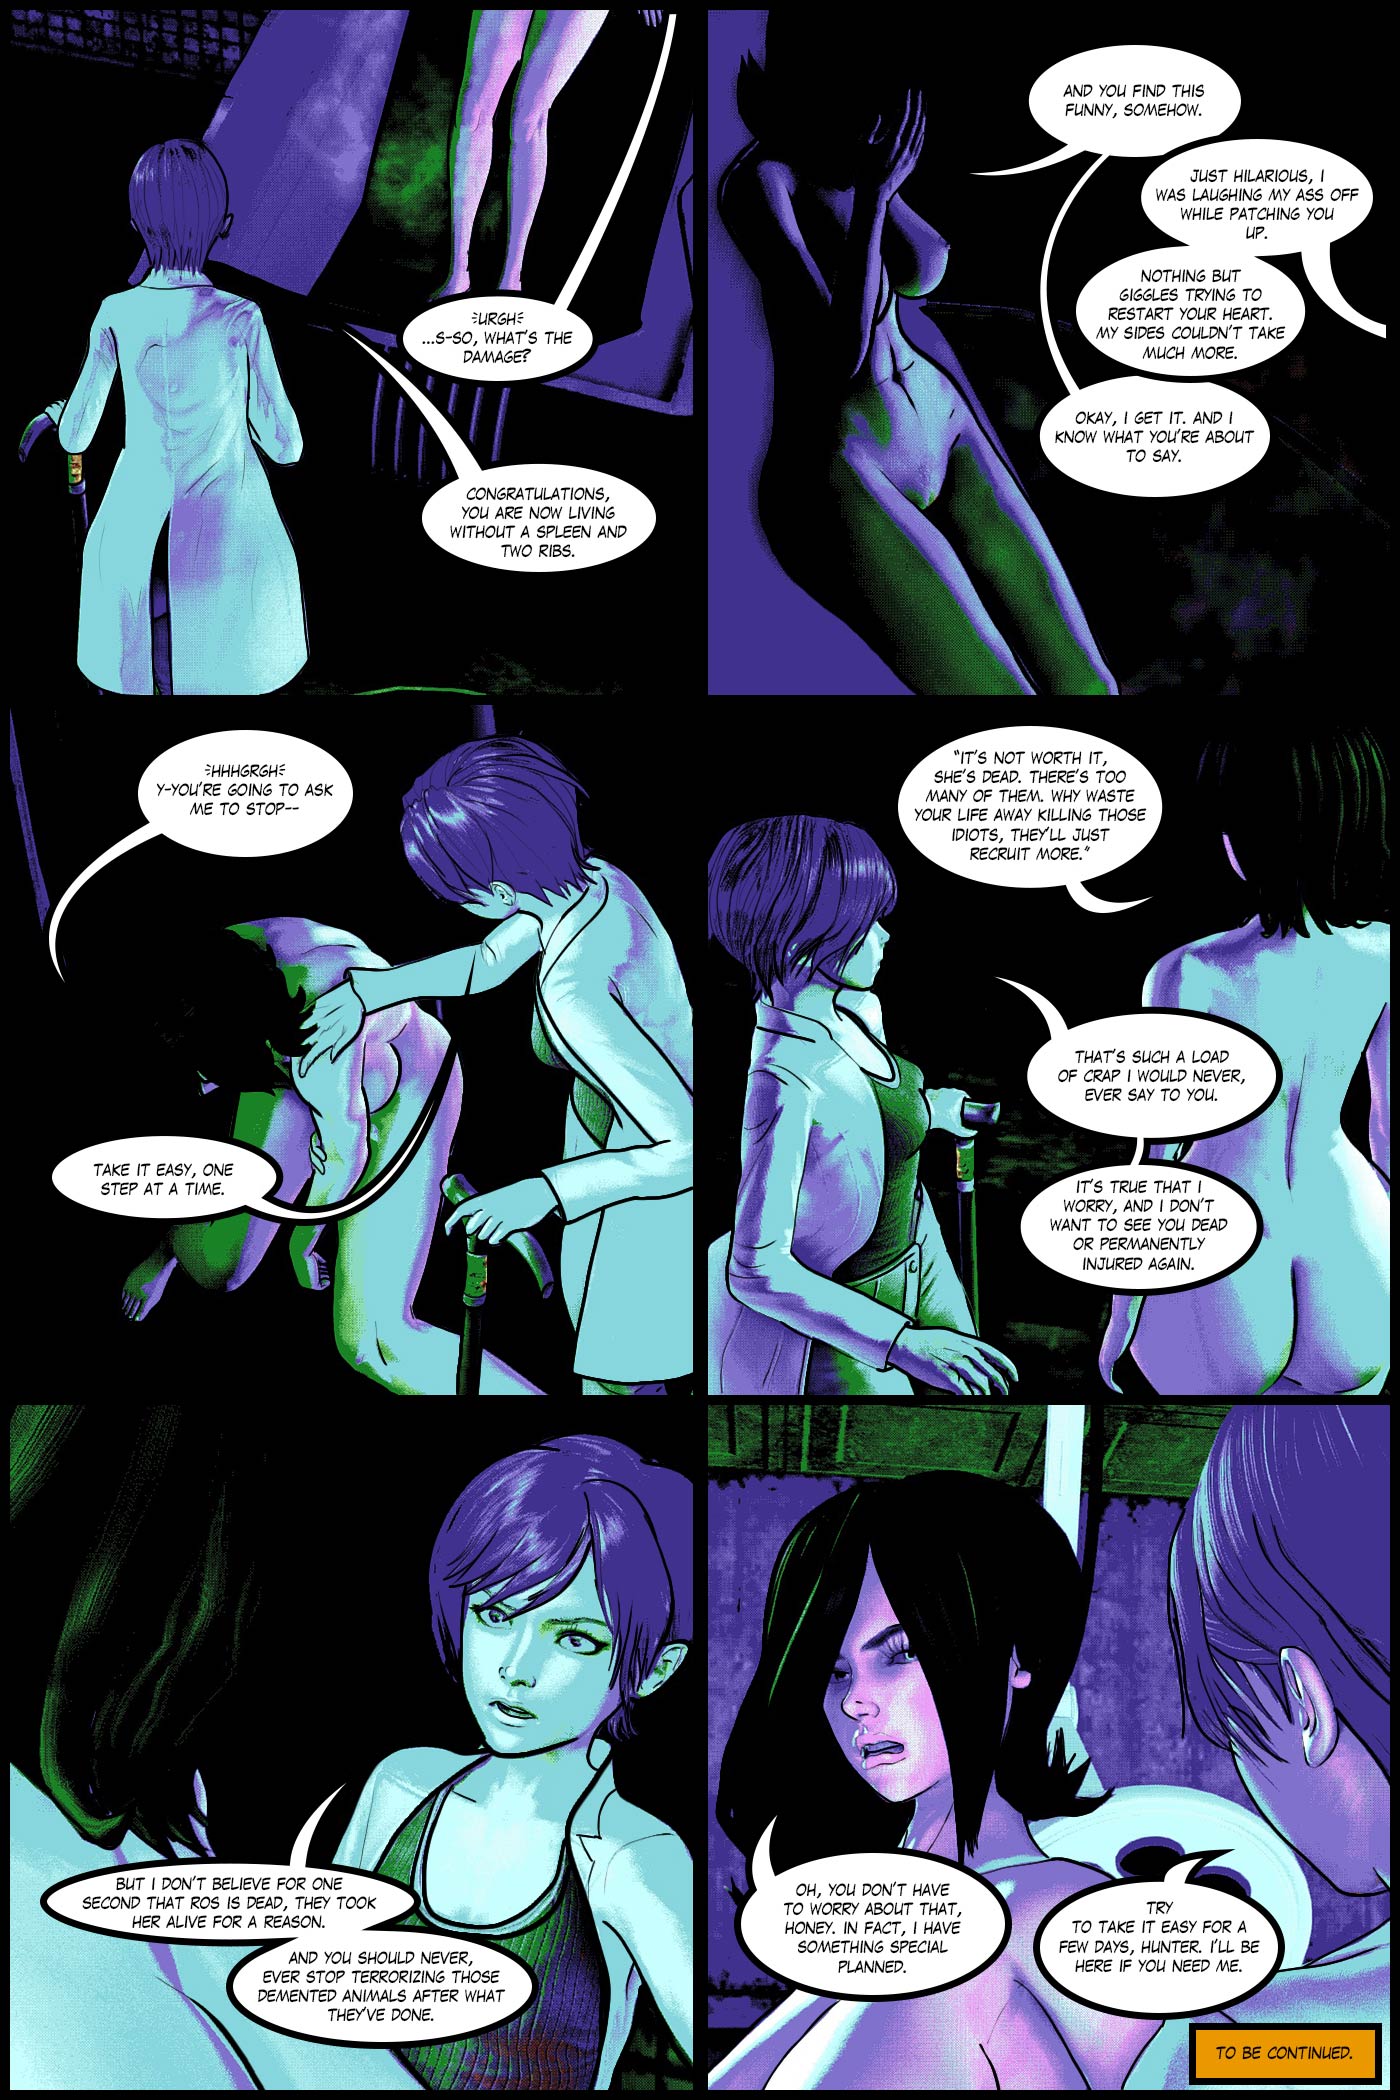 ⋛URGH⋚
...S-SO, WHAT'S THE
DAMAGE?
CONGRATULATIONS,
YOU ARE NOW LIVING
WITHOUT A SPLEEN AND
TWO RIBS.
AND YOU FIND THIS
FUNNY, SOMEHOW.
JUST HILARIOUS, I
WAS LAUGHING MY ASS OFF
WHILE PATCHING YOU
UP.
NOTHING BUT
GIGGLES TRYING TO
RESTART YOUR HEART.
MY SIDES COULDN'T TAKE
MUCH MORE.
OKAY, I GET IT. AND I
KNOW WHAT YOU'RE ABOUT
TO SAY.
⋛HHHGRGH⋚
Y-YOU'RE GOING TO ASK
ME TO STOP--
TAKE IT EASY, ONE
STEP AT A TIME.
"IT'S NOT WORTH IT,
SHE'S DEAD. THERE'S TOO
MANY OF THEM. WHY WASTE
YOUR LIFE AWAY KILLING THOSE
IDIOTS, THEY'LL JUST
RECRUIT MORE."
THAT'S SUCH A LOAD
OF CRAP I WOULD NEVER,
EVER SAY TO YOU.
IT'S TRUE THAT I
WORRY, AND I DON'T
WANT TO SEE YOU DEAD
OR PERMANENTLY
INJURED AGAIN.
BUT I DON'T BELIEVE FOR ONE
SECOND THAT ROS IS DEAD, THEY TOOK
HER ALIVE FOR A REASON.
AND YOU SHOULD NEVER,
EVER STOP TERRORIZING THOSE
DEMENTED ANIMALS AFTER WHAT
THEY'VE DONE.
OH, YOU DON'T HAVE
TO WORRY ABOUT THAT,
HONEY. IN FACT, I HAVE
SOMETHING SPECIAL
PLANNED.
TRY
TO TAKE IT EASY FOR A
FEW DAYS, HUNTER. I'LL BE
HERE IF YOU NEED ME.
TO BE CONTINUED.